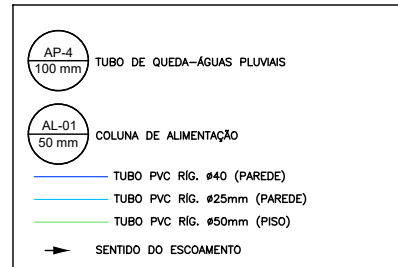 AP-4
100 mm
TUBO DE QUEDA-ÁGUAS PLUVIAIS
AL-01
50 mm
COLUNA DE ALIMENTAÇÃO
TUBO PVC RÍG. ø40 (PAREDE)
TUBO PVC RÍG. ø25mm (PAREDE)
TUBO PVC RÍG. ø50mm (PISO)
SENTIDO DO ESCOAMENTO